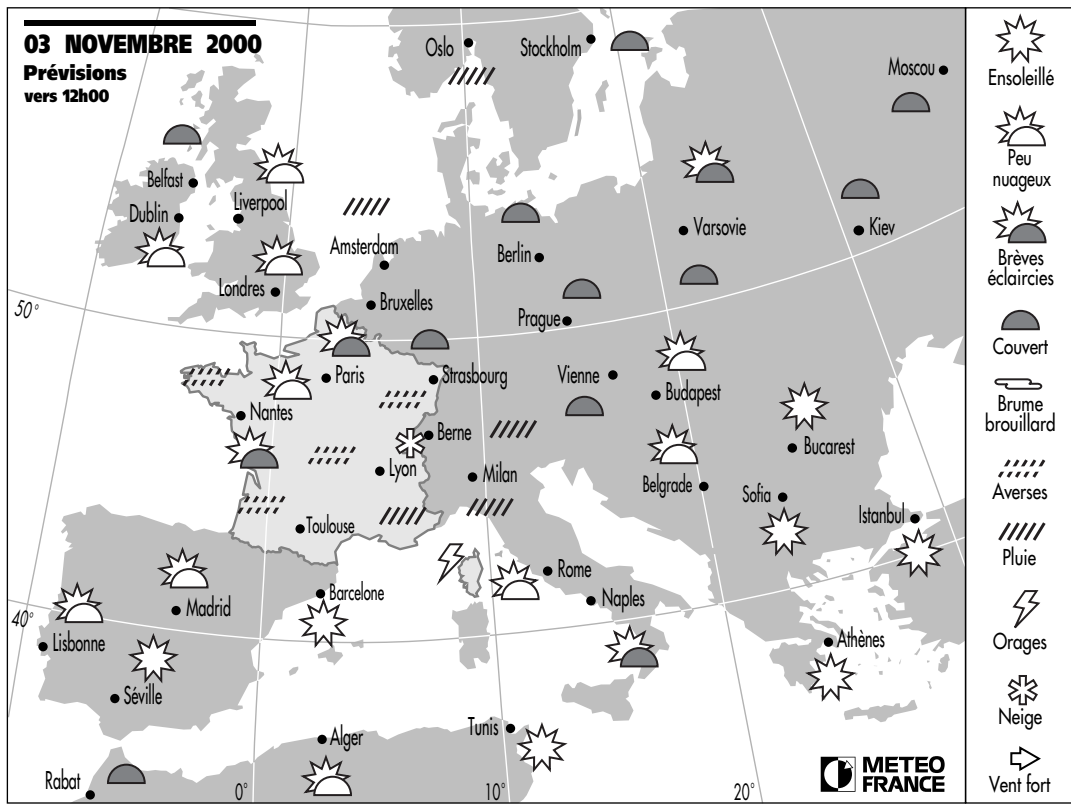 03 NOVEMBRE 2000
Prévisions
vers 12h00
Oslo
Stockholm
Moscou
Belfast
Dublin
Liverpool
Londres
Amsterdam
Bruxelles
Berlin
Varsovie
Kiev
Prague
50°
Paris
Strasbourg
Vienne
Budapest
Nantes
Berne
Bucarest
Lyon
Milan
Belgrade
Sofia
Istanbul
Toulouse
Rome
Barcelone
Naples
Madrid
40°
Lisbonne
Athènes
Séville
Tunis
Alger
Rabat
0°
10°
20°
METEO
FRANCE
Ensoleillé
Peu
nuageux
Brèves
éclaircies
Couvert
Brume
brouillard
Averses
Pluie
Orages
Neige
Vent fort